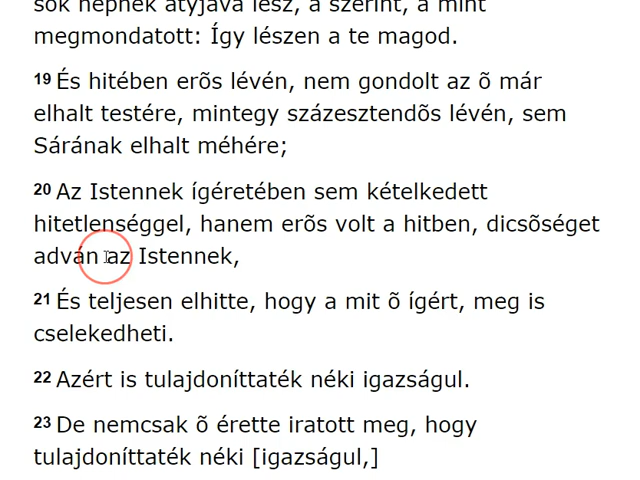 sok népnek atyjává lész, a szerint, a mint
megmondatott: Így lészen a te magod.
19 És hitében erõs lévén, nem gondolt az õ már
elhalt testére, mintegy százesztendõs lévén, sem
Sárának elhalt méhére;
20 Az Istennek ígéretében sem kételkedett
hitetlenséggel, hanem erõs volt a hitben, dicsõséget
adván az Istennek,
21 És teljesen elhitte, hogy a mit õ ígért, meg is
cselekedheti.
22 Azért is tulajdoníttaték néki igazságul.
23 De nemcsak õ érette iratott meg, hogy
tulajdoníttaték néki [igazságul,]